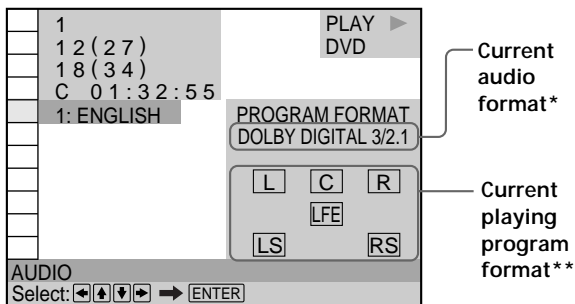 1
12(27)
18(34)
C 01:32:55
1: ENGLISH
PLAY
DVD
PROGRAM FORMAT
DOLBY DIGITAL 3/2.1
L C R
LFE
LS RS
AUDIO
Select: ENTER
Current
audio
format*
Current
playing
program
format**